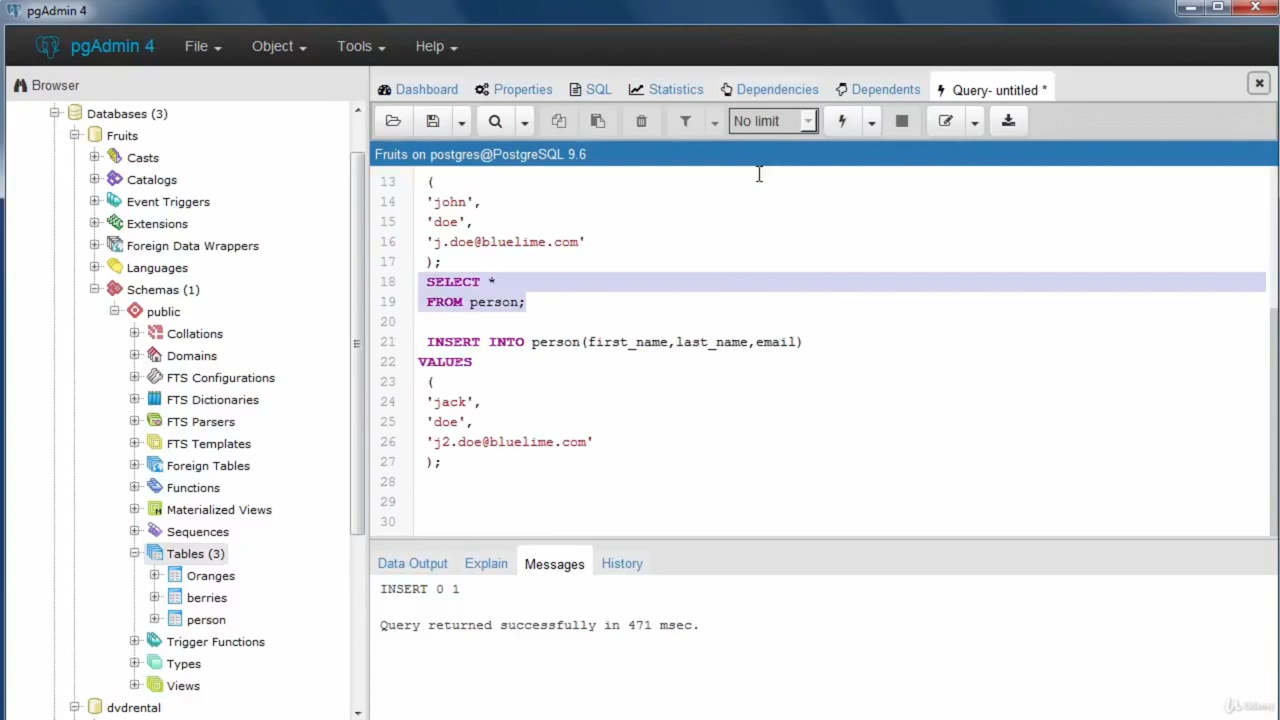 pgAdmin 4
pgAdmin 4 File Object Tools Help
Browser
Databases (3)
Fruits
Casts
Catalogs
Event Triggers
Extensions
Foreign Data Wrappers
Languages
Schemas (1)
public
Collations
Domains
FTS Configurations
FTS Dictionaries
FTS Parsers
FTS Templates
Foreign Tables
Functions
Materialized Views
Sequences
Tables (3)
Oranges
berries
person
Trigger Functions
Types
Views
dvdrental
Dashboard Properties SQL Statistics Dependencies Dependents Query- untitled *
No limit
Fruits on postgres@PostgreSQL 9.6
13 (
14 'john',
15 'doe',
16 'j.doe@bluelime.com'
17 );
18 SELECT *
19 FROM person;
20
21 INSERT INTO person(first_name,last_name,email)
22 VALUES
23 (
24 'jack',
25 'doe',
26 'j2.doe@bluelime.com'
27 );
28
29
30
Data Output Explain Messages History
INSERT 0 1
Query returned successfully in 471 msec.
Udemy